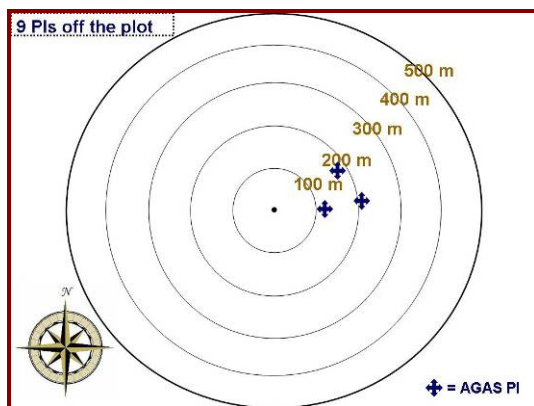 9 PIs off the plot
500 m
400 m
300 m
200 m
100 m
N
= AGAS PI